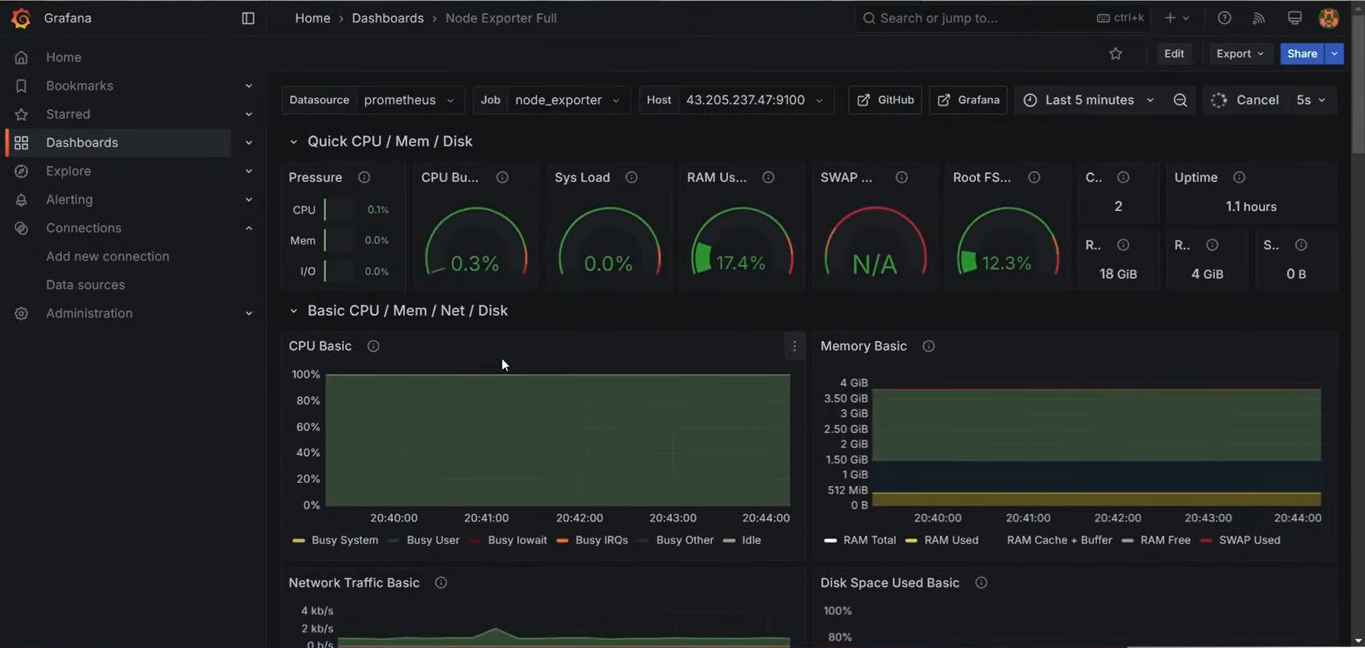 Grafana
Home › Dashboards › Node Exporter Full
Search or jump to... ctrl+k
Edit Export Share
Home
Bookmarks
Starred
Dashboards
Explore
Alerting
Connections
Add new connection
Data sources
Administration
Datasource prometheus Job node_exporter Host 43.205.237.47:9100 GitHub Grafana Last 5 minutes Cancel 5s
Quick CPU / Mem / Disk
Pressure
CPU 0.1%
Mem 0.0%
I/O 0.0%
CPU Bu...
0.3%
Sys Load
0.0%
RAM Us...
17.4%
SWAP ...
N/A
Root FS...
12.3%
C..
2
Uptime
1.1 hours
R..
18 GiB
R..
4 GiB
S..
0 B
Basic CPU / Mem / Net / Disk
CPU Basic
100%
80%
60%
40%
20%
0%
20:40:00 20:41:00 20:42:00 20:43:00 20:44:00
Busy System Busy User Busy Iowait Busy IRQs Busy Other Idle
Memory Basic
4 GiB
3.50 GiB
3 GiB
2.50 GiB
2 GiB
1.50 GiB
1 GiB
512 MiB
0 B
20:40:00 20:41:00 20:42:00 20:43:00 20:44:00
RAM Total RAM Used RAM Cache + Buffer RAM Free SWAP Used
Network Traffic Basic
4 kb/s
2 kb/s
0 b/s
Disk Space Used Basic
100%
80%